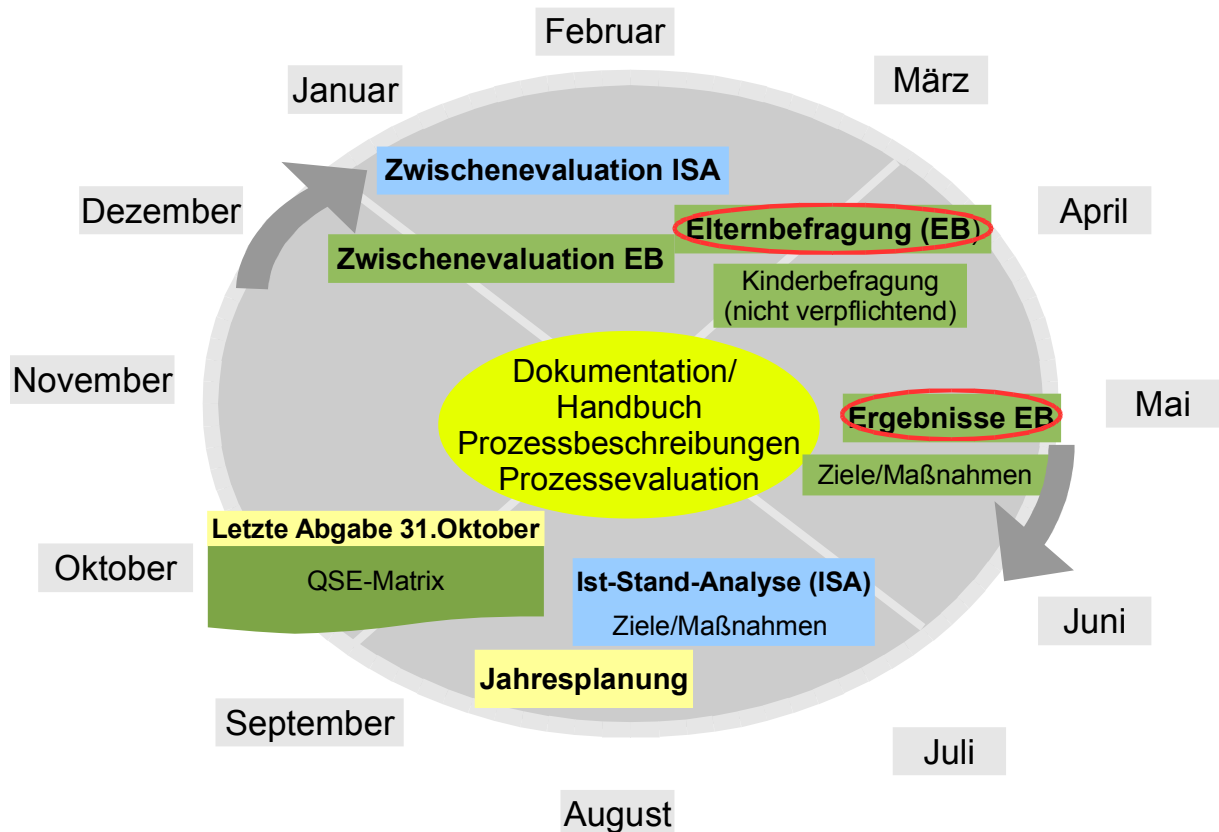 Februar
Januar
März
Zwischenevaluation ISA
Dezember
April
Elternbefragung (EB)
Zwischenevaluation EB
Kinderbefragung
(nicht verpflichtend)
November
Dokumentation/
Handbuch
Prozessbeschreibungen
Prozessevaluation
Mai
Ergebnisse EB
Ziele/Maßnahmen
Letzte Abgabe 31.Oktober
Oktober
QSE-Matrix
Ist-Stand-Analyse (ISA)
Ziele/Maßnahmen
Juni
Jahresplanung
September
Juli
August